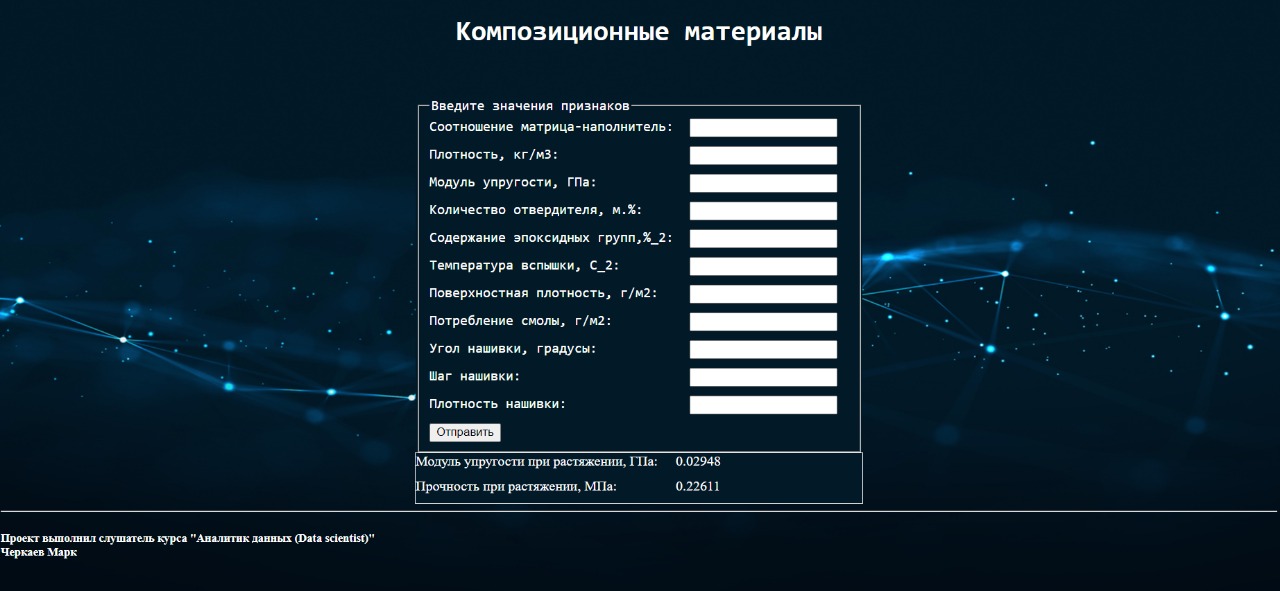 Композиционные материалы
Введите значения признаков
Соотношение матрица-наполнитель:
Плотность, кг/м3:
Модуль упругости, ГПа:
Количество отвердителя, м.%:
Содержание эпоксидных групп,%_2:
Температура вспышки, С_2:
Поверхностная плотность, г/м2:
Потребление смолы, г/м2:
Угол нашивки, градусы:
Шаг нашивки:
Плотность нашивки:
Отправить
Модуль упругости при растяжении, ГПа: 0.02948
Прочность при растяжении, МПа: 0.22611
Проект выполнил слушатель курса "Аналитик данных (Data scientist)"
Черкаев Марк